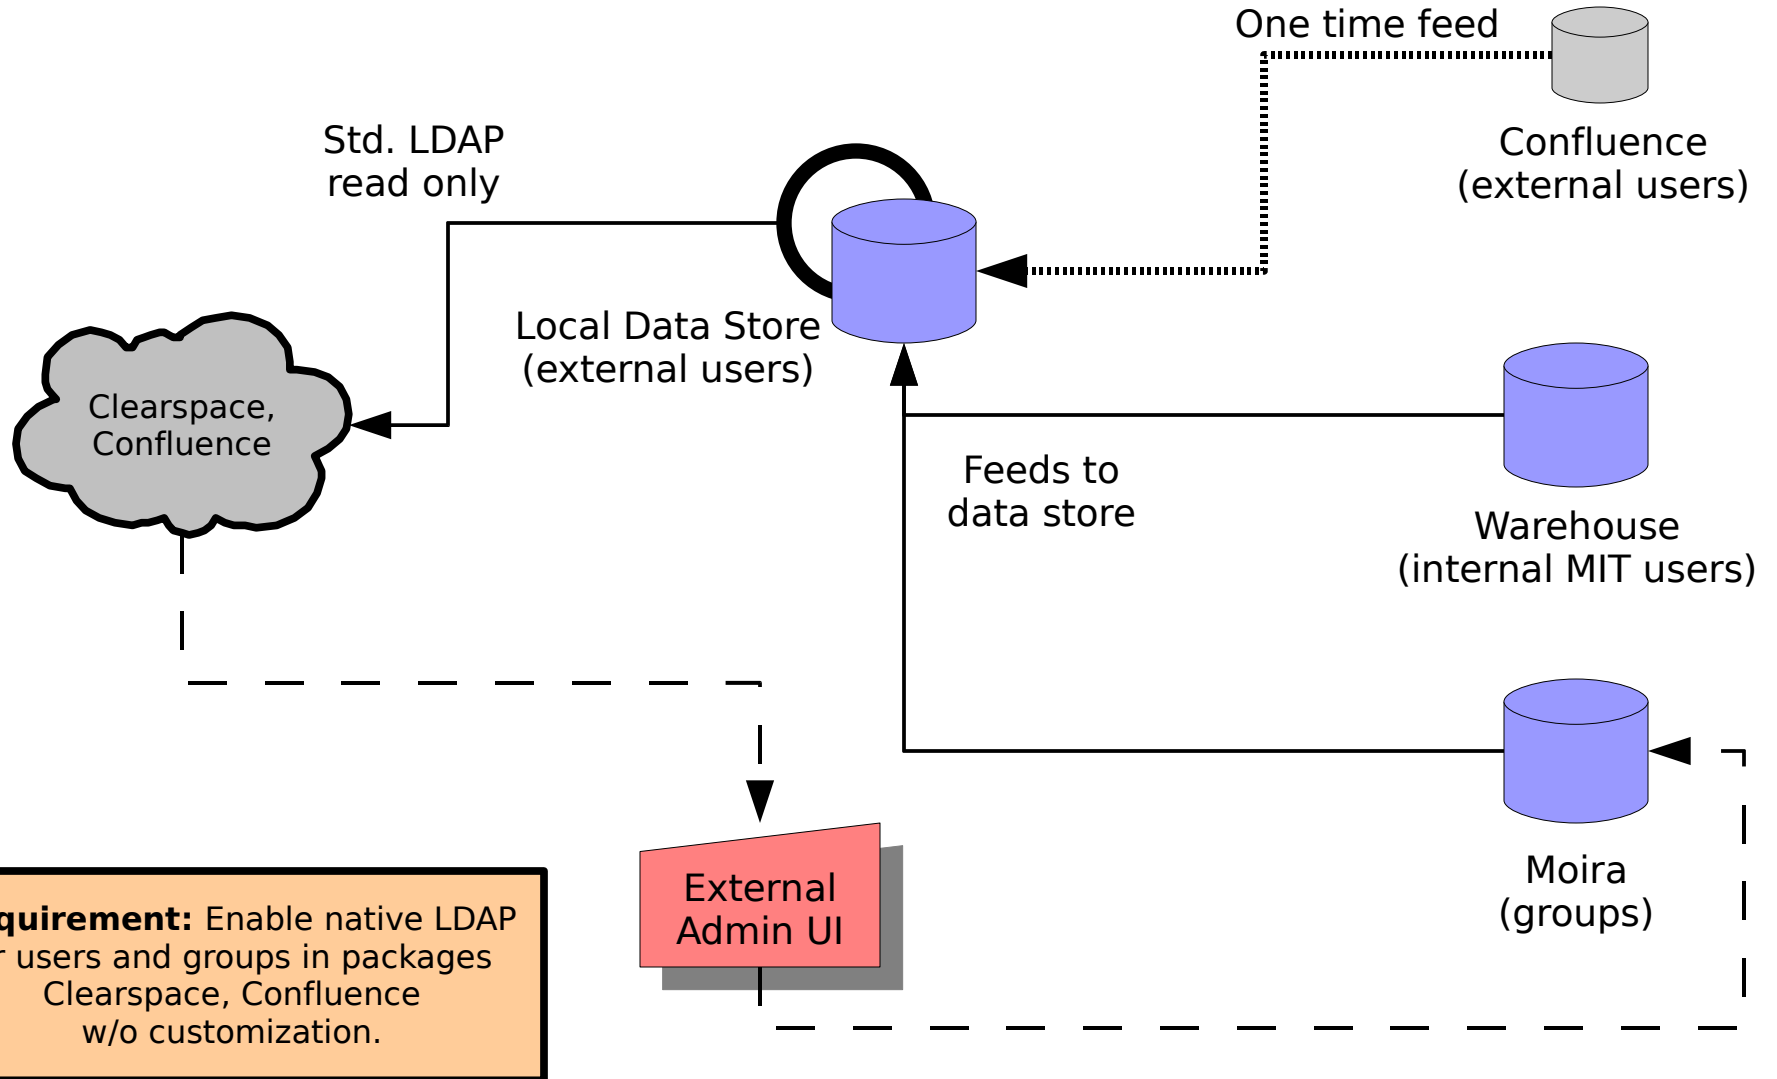 One time feed
Confluence
(external users)
Std. LDAP
read only
Local Data Store
(external users)
Clearspace,
Confluence
Feeds to
data store
Warehouse
(internal MIT users)
Moira
(groups)
External
Admin UI
Enable native LDAP
users and groups in packages
Clearspace, Confluence
w/o customization.